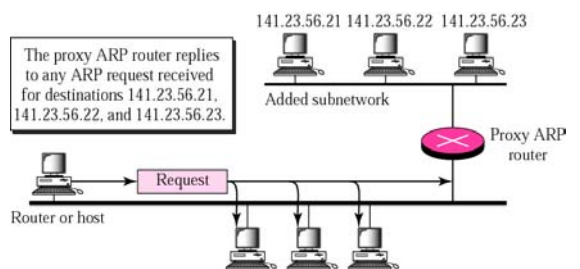 141.23.56.21 141.23.56.22 141.23.56.23
The proxy ARP router replies
to any ARP request received
for destinations 141.23.56.21,
141.23.56.22, and 141.23.56.23.
Added subnetwork
Proxy ARP
router
Request
Router or host